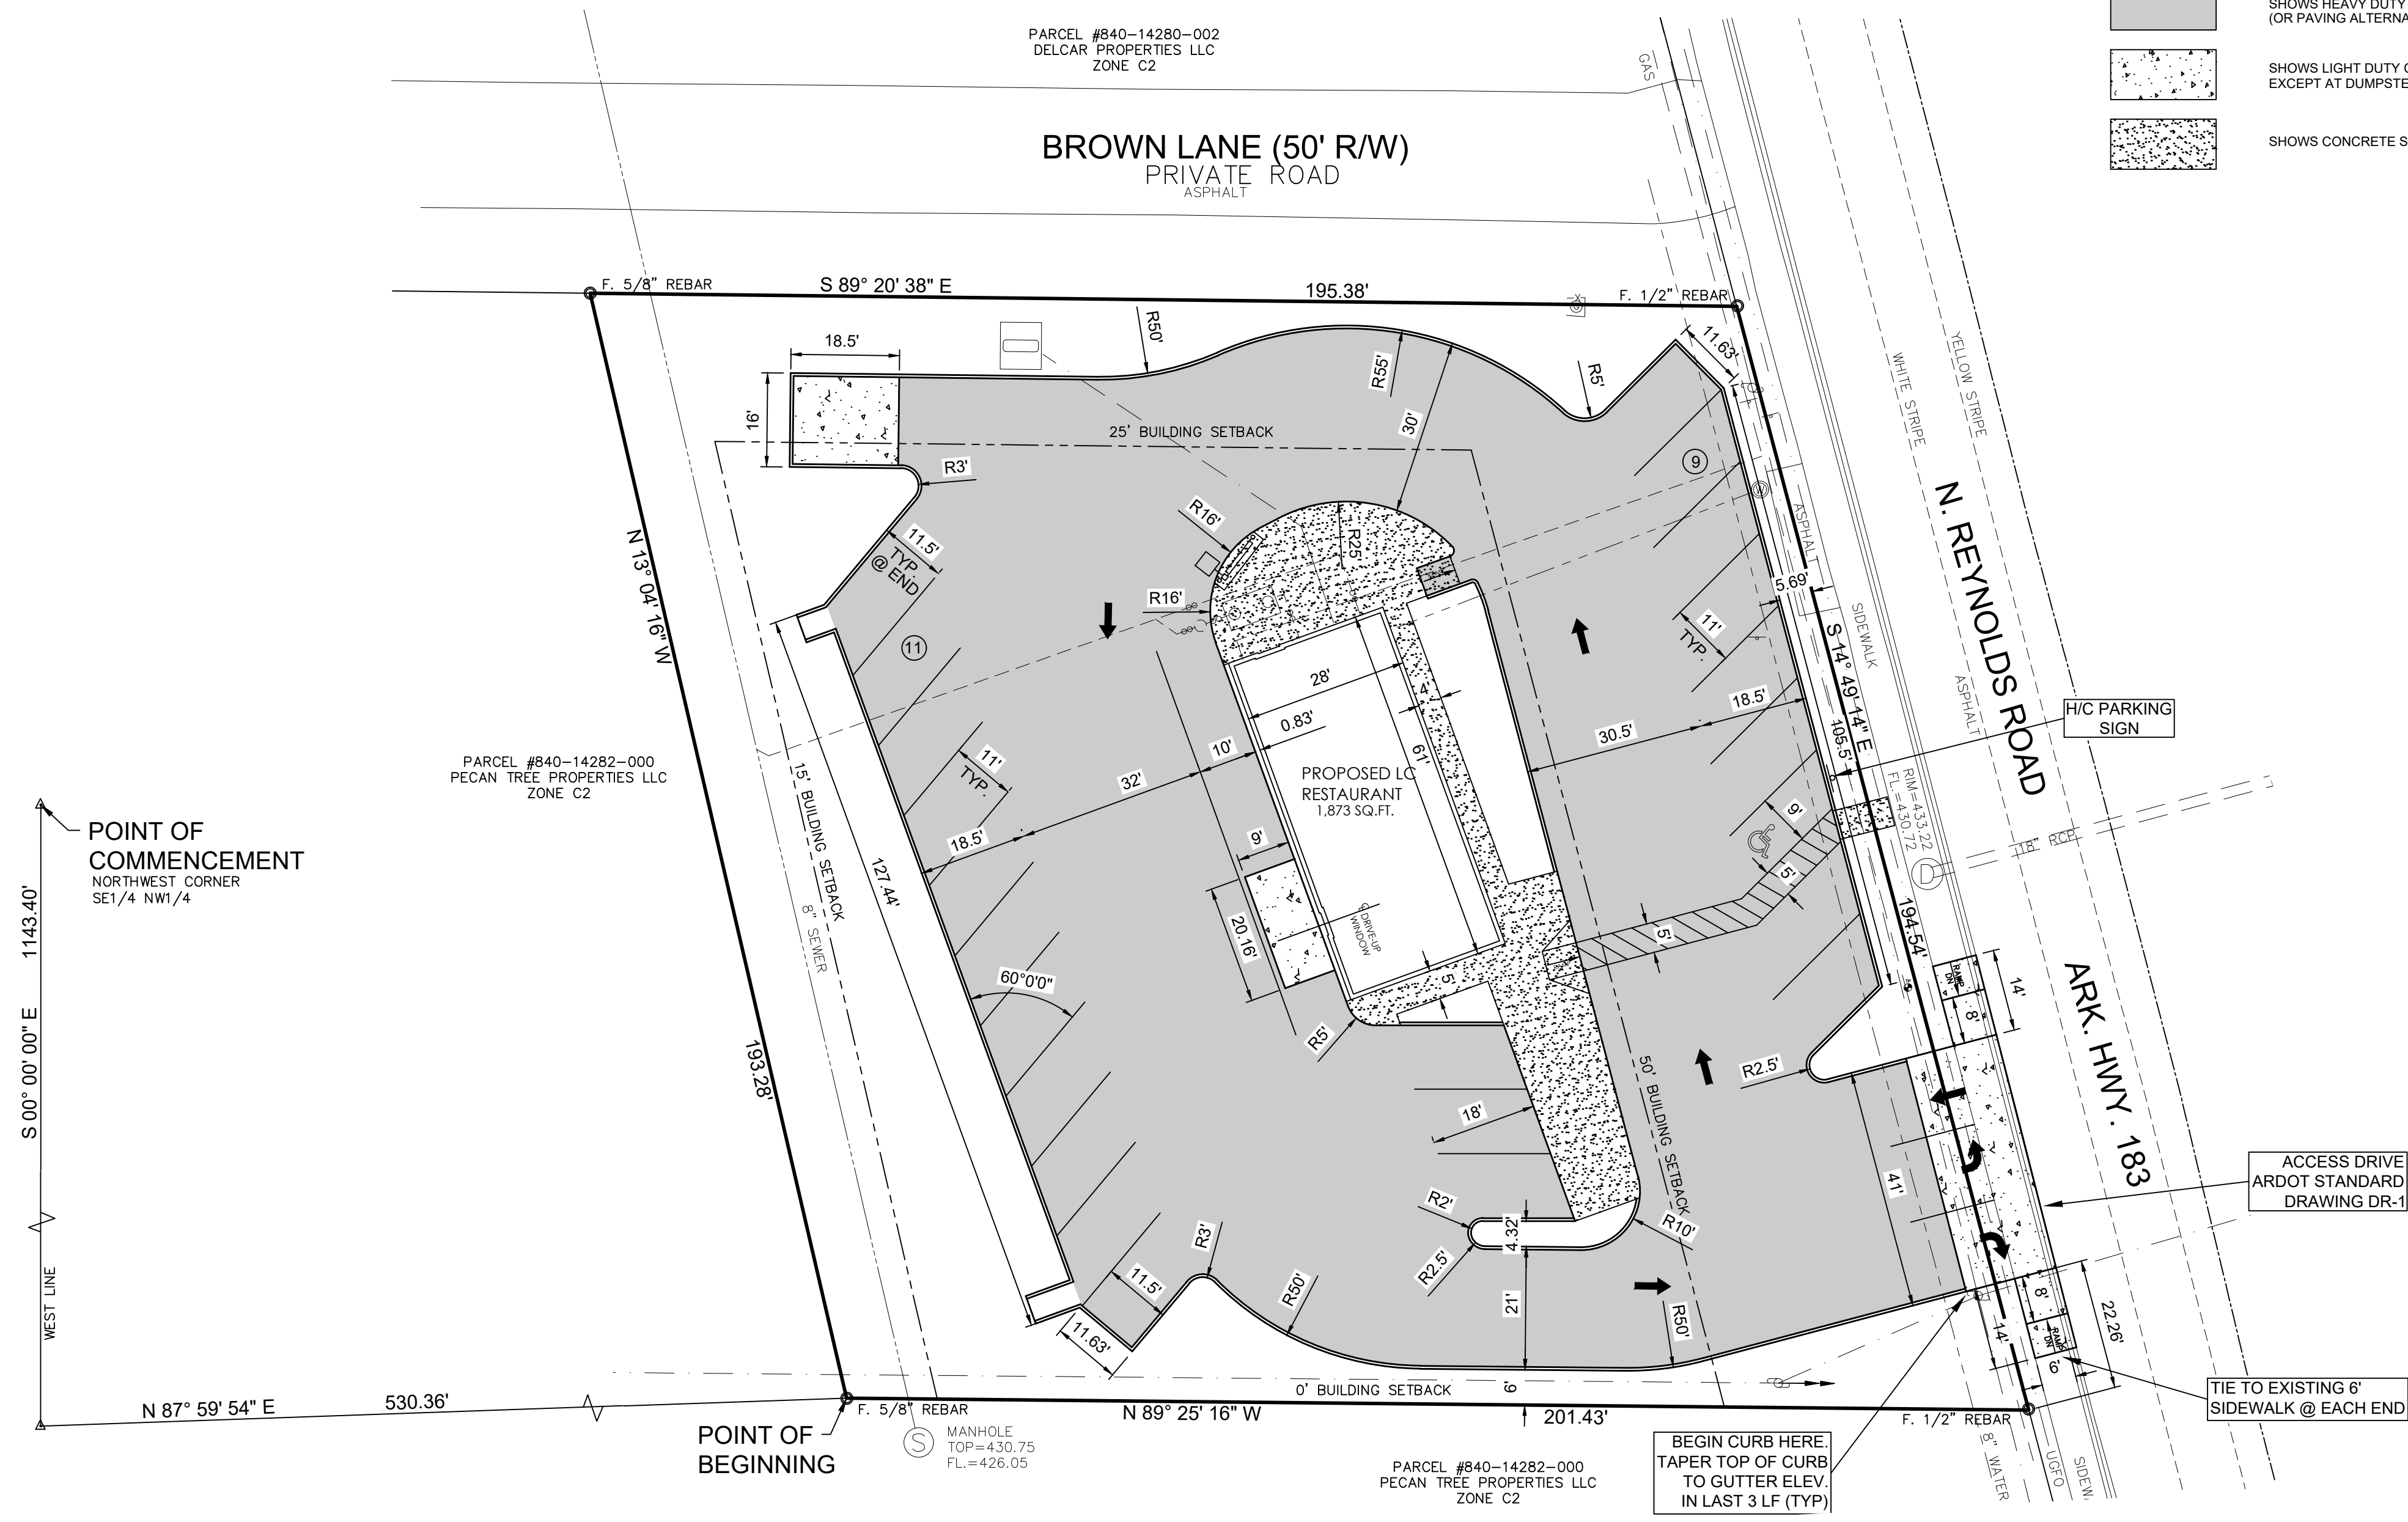 SHOWS HEAVY DUTY
(OR PAVING ALTERNA
SHOWS LIGHT DUTY
EXCEPT AT DUMPSTE
SHOWS CONCRETE S
PARCEL #840-14280-002
DELCAR PROPERTIES LLC
ZONE C2
GAS
BROWN LANE (50' R/W)
PRIVATE ROAD
ASPHALT
F. 5/8" REBAR
S 89° 20' 38" E
195.38'
F. 1/2" REBAR
18.5'
R50'
R55'
R5'
11.63'
16'
30'
25' BUILDING SETBACK
R3'
9
WHITE STRIPE
YELLOW STRIPE
N. REYNOLDS ROAD
ARK. HWY. 183
ASPHALT
SIDEWALK
ASPHALT
N 13° 04' 16" W
193.28'
11.5'
TYP.
@ END
R16'
R25'
R16'
5.69'
11'
TYP.
S 14° 49' 14" E
194.54'
105.5'
11
28'
0.83'
4'
61'
10'
32'
18.5'
30.5'
18.5'
H/C PARKING
SIGN
11'
TYP.
PROPOSED LC
RESTAURANT
1,873 SQ.FT.
PARCEL #840-14282-000
PECAN TREE PROPERTIES LLC
ZONE C2
15' BUILDING SETBACK
8" SEWER
127.44'
RIM=433.22
FL=430.72
D
18" RCP
POINT OF
COMMENCEMENT
NORTHWEST CORNER
SE1/4 NW1/4
S 00° 00' 00" E
1143.40'
WEST LINE
9'
20.16'
DRIVE-UP
WINDOW
9'
5'
5'
60°0'0"
5'
R5'
50' BUILDING SETBACK
R2.5'
RAMP
DN
14'
8'
18'
41'
R2'
4.32'
R2.5'
R10'
ACCESS DRIVE
ARDOT STANDARD
DRAWING DR-1
R3'
11.5'
R50'
21'
R50'
11.63'
8'
22.26'
14'
RAMP
DN
6'
TIE TO EXISTING 6'
SIDEWALK @ EACH END
0' BUILDING SETBACK
6'
N 87° 59' 54" E
530.36'
F. 5/8" REBAR
N 89° 25' 16" W
201.43'
F. 1/2" REBAR
POINT OF
BEGINNING
S
MANHOLE
TOP=430.75
FL.=426.05
PARCEL #840-14282-000
PECAN TREE PROPERTIES LLC
ZONE C2
BEGIN CURB HERE.
TAPER TOP OF CURB
TO GUTTER ELEV.
IN LAST 3 LF (TYP)
8" WATER
UGFO
SIDEW